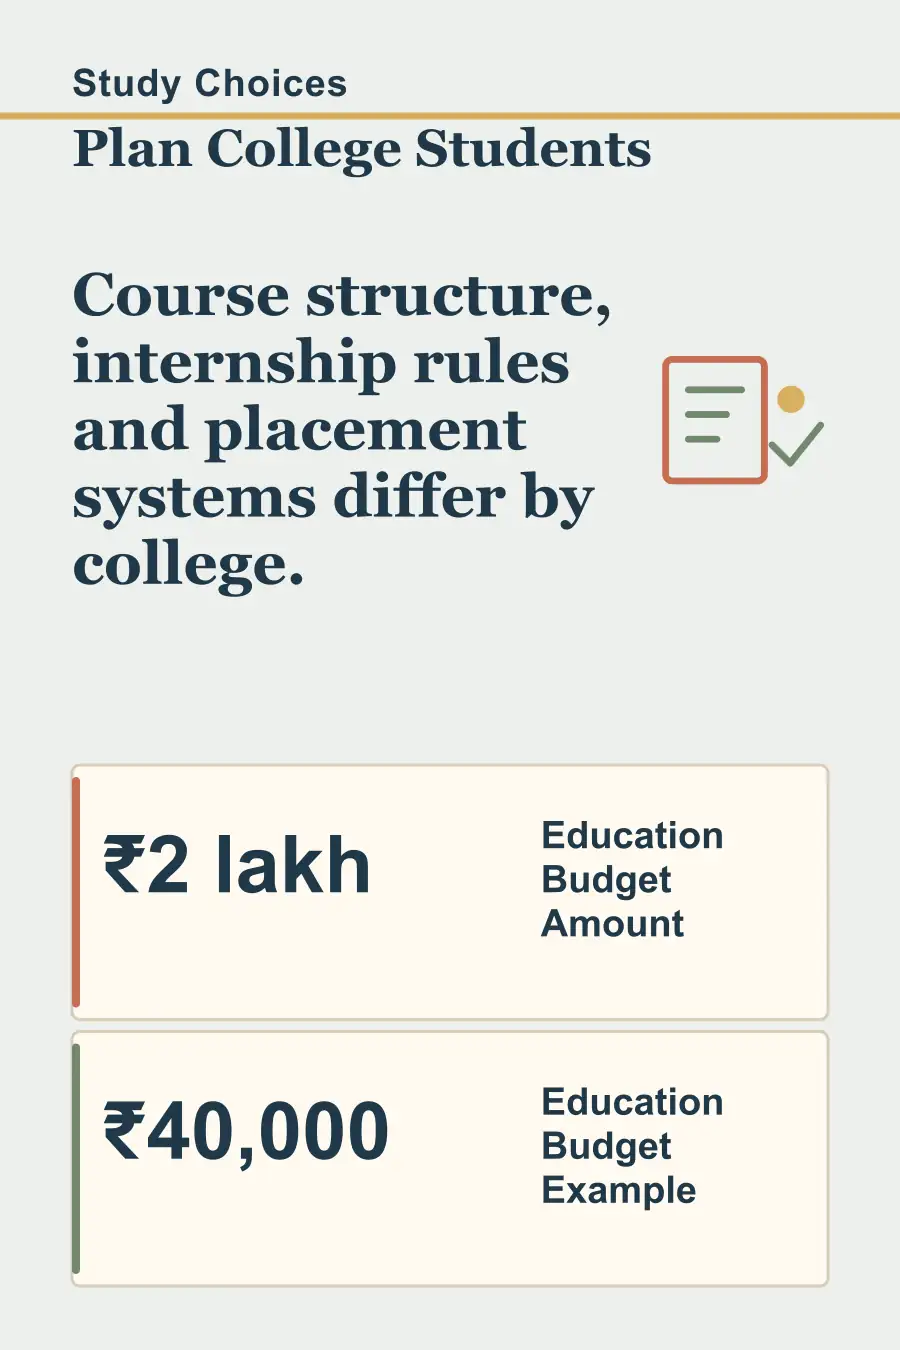 Study Choices
Plan College Students
Course structure,
internship rules
and placement
systems differ by
college.
₹2 lakh
Education
Budget
Amount
₹40,000
Education
Budget
Example